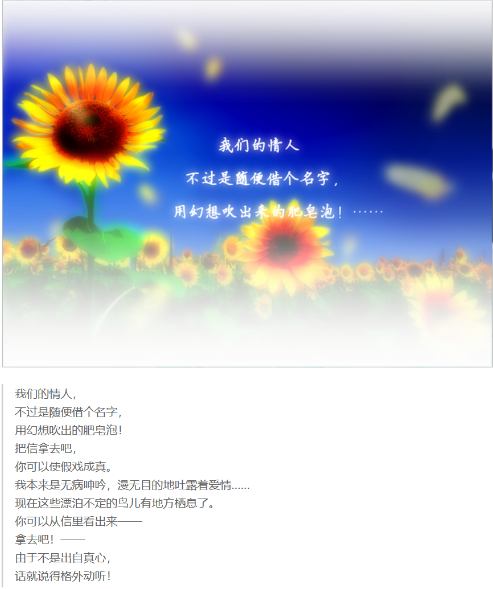 我们的情人
不过是随便借个名字，
用幻想吹出来的肥皂泡！……
我们的情人，
不过是随便借个名字，
用幻想吹出的肥皂泡！
把信拿去吧，
你可以使假戏成真。
我本来是无病呻吟，漫无目的地吐露着爱情……
现在这些漂泊不定的鸟儿有地方栖息了。
你可以从信里看出来——
拿去吧！——
由于不是出自真心，
话就说得格外动听！